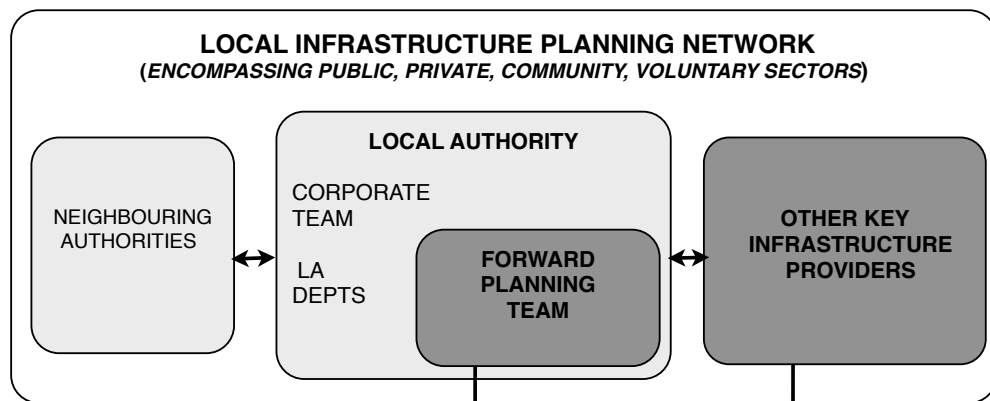 LOCAL INFRASTRUCTURE PLANNING NETWORK
(ENCOMPASSING PUBLIC, PRIVATE, COMMUNITY, VOLUNTARY SECTORS)
NEIGHBOURING
AUTHORITIES
LOCAL AUTHORITY
CORPORATE
TEAM
LA
DEPTS
FORWARD
PLANNING
TEAM
OTHER KEY
INFRASTRUCTURE
PROVIDERS